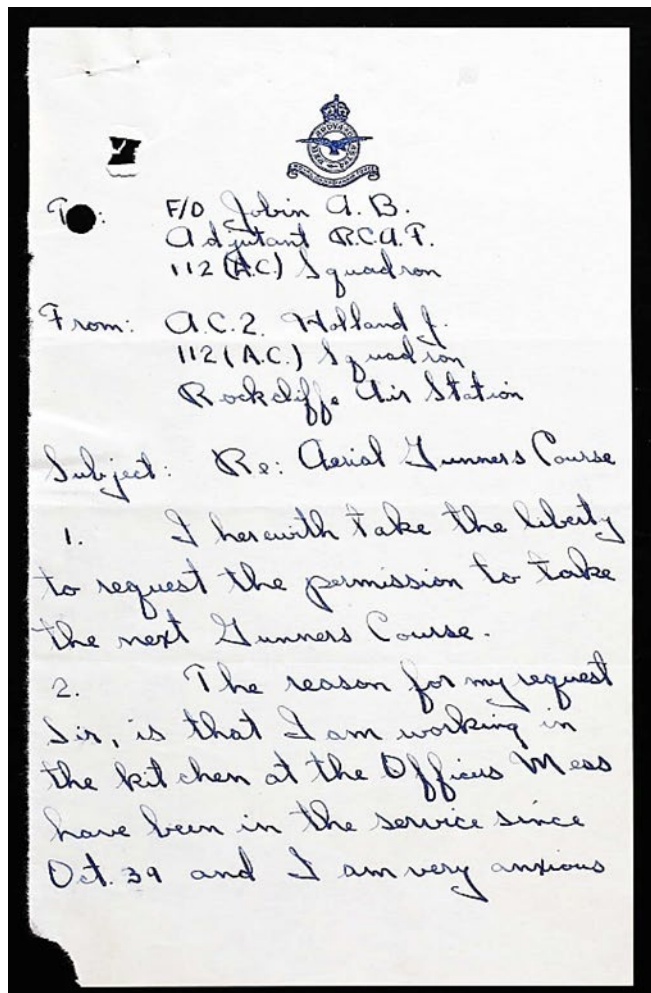 To: F/O Jobin A.B.
Adjutant R.C.A.F.
112 (A.C.) Squadron
From: A.C.2. Holland J.
112 (A.C.) Squadron
Rockcliffe Air Station
Subject: Re: Aerial Gunners Course
1. I herewith take the liberty
to request the permission to take
the next Gunners Course.
2. The reason for my request
Sir, is that I am working in
the kitchen at the Officers Mess
have been in the service since
Oct. 39 and I am very anxious